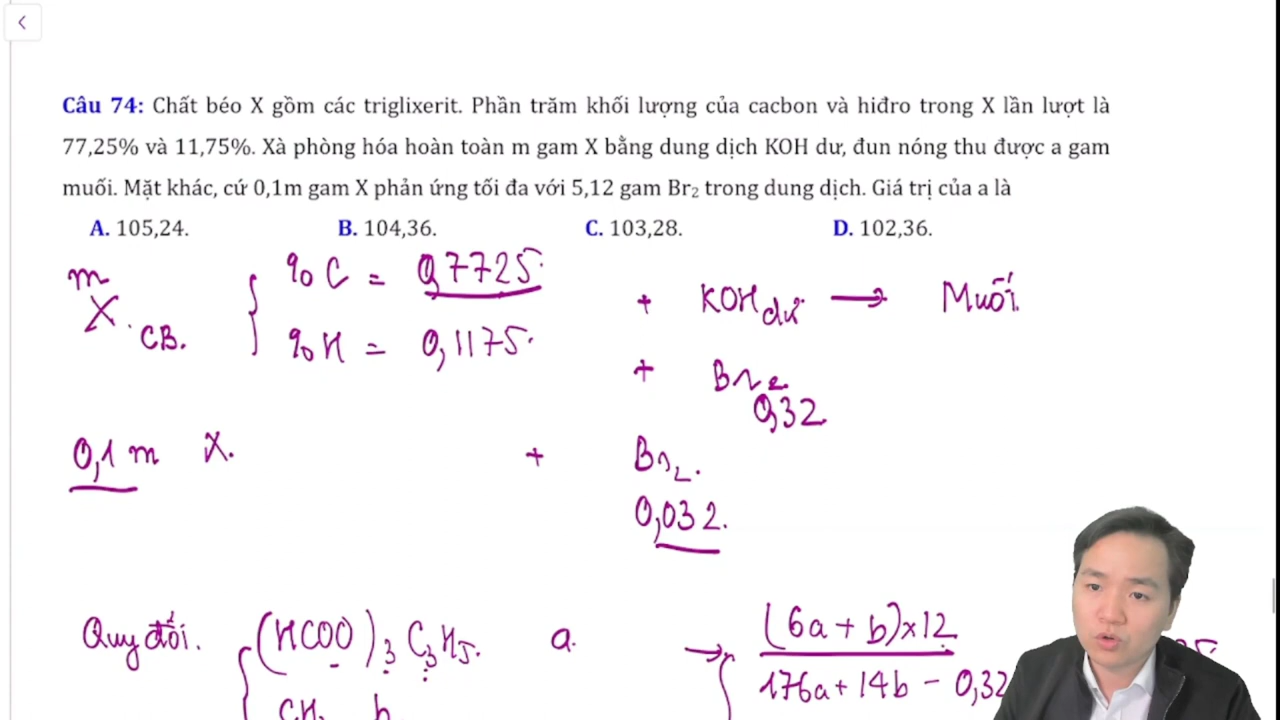 Câu 74: Chất béo X gồm các triglixerit. Phần trăm khối lượng của cacbon và hiđro trong X lần lượt là
77,25% và 11,75%. Xà phòng hóa hoàn toàn m gam X bằng dung dịch KOH dư, đun nóng thu được a gam
muối. Mặt khác, cứ 0,1m gam X phản ứng tối đa với 5,12 gam Br₂ trong dung dịch. Giá trị của a là
A. 105,24. B. 104,36. C. 103,28. D. 102,36.
m
X. CB.
% C = 0,7725.
% H = 0,1175.
+ KOH dư → Muối.
+ Br₂
0,32.
0,1 m X. + Br₂.
0,032.
Quy đổi. (HCOO)₃C₃H₅. a.
CH₂ b
→ (6a + b)×12
176a + 14b - 0,32